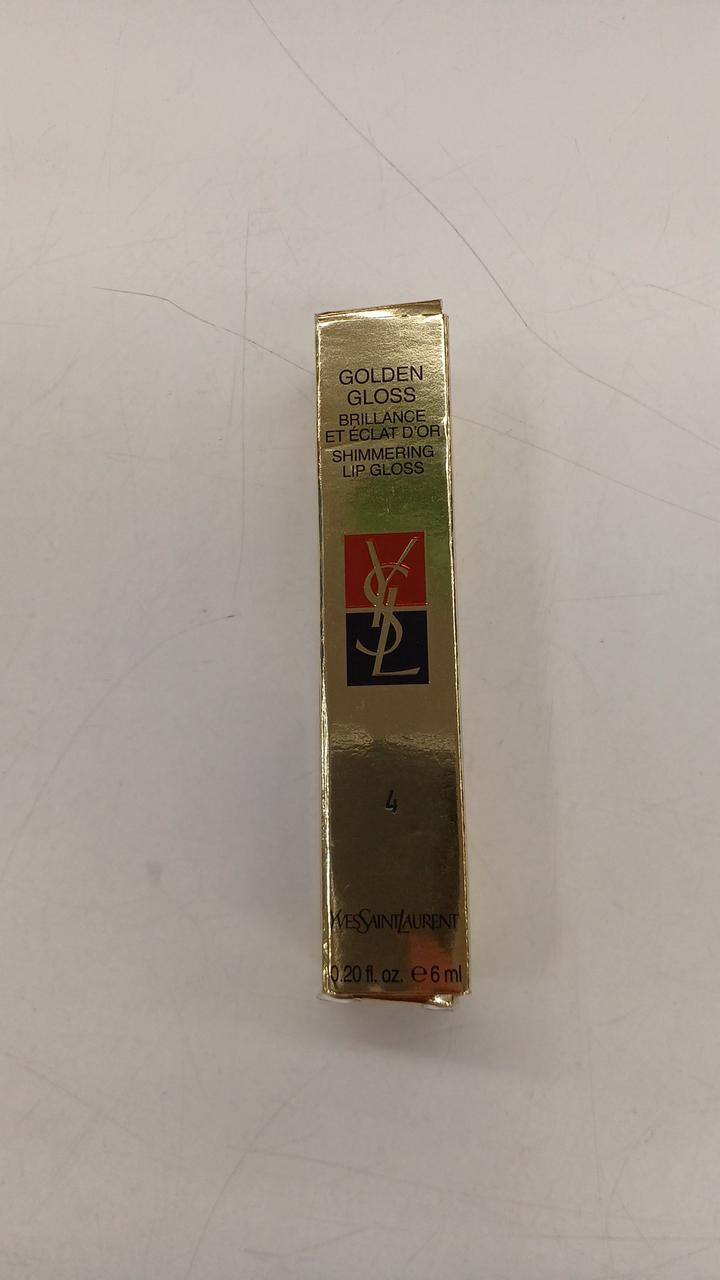 GOLDEN
GLOSS
BRILLANCE
ET ÉCLAT D'OR
SHIMMERING
LIP GLOSS
YSL
4
YVESSAINTLAURENT
0.20 fl. oz. ℮ 6 ml